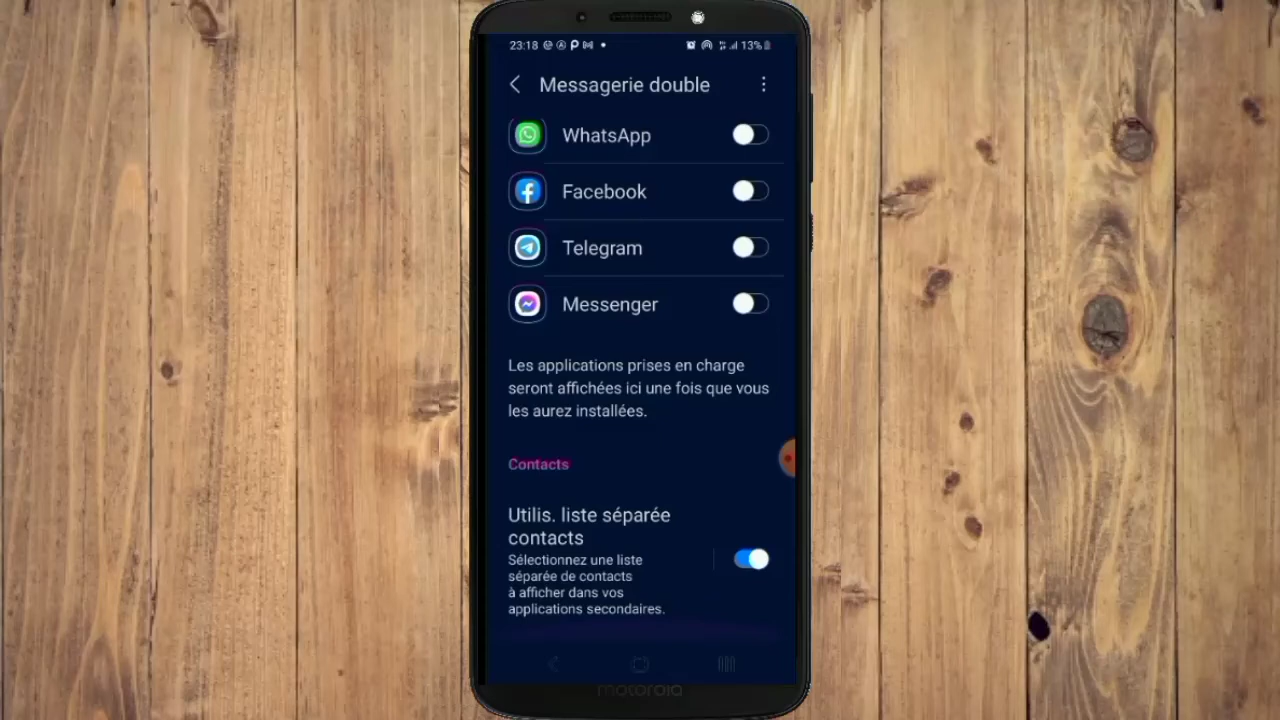 23:18 13%
Messagerie double
WhatsApp
Facebook
Telegram
Messenger
Les applications prises en charge
seront affichées ici une fois que vous
les aurez installées.
Contacts
Utilis. liste séparée
contacts
Sélectionnez une liste
séparée de contacts
à afficher dans vos
applications secondaires.
motorola